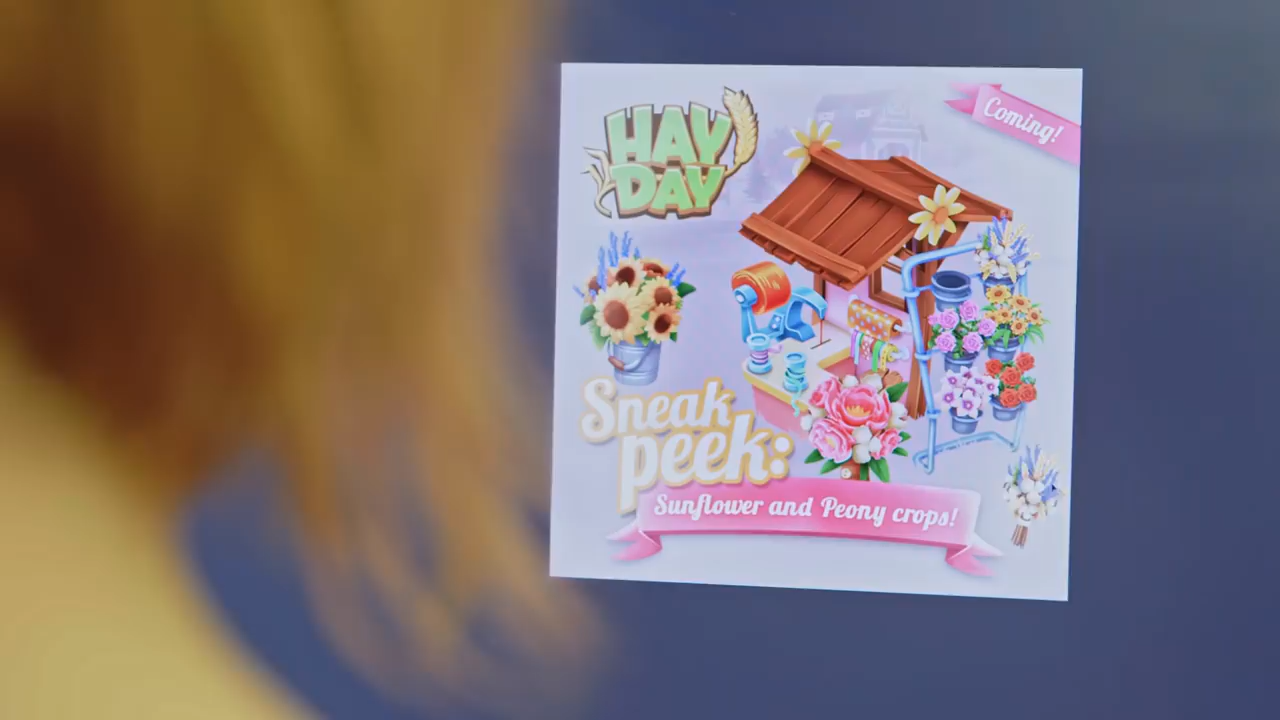 HAY
DAY
Coming!
Sneak
peek:
Sunflower and Peony crops!